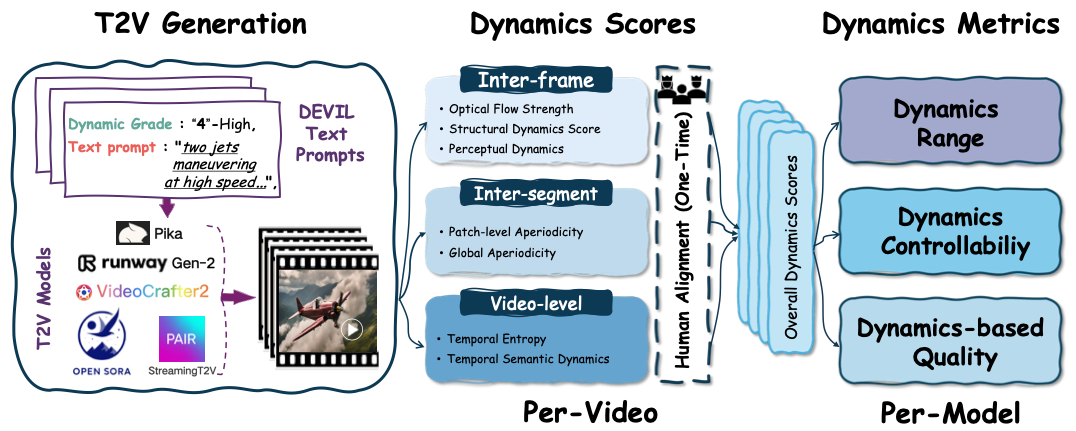 T2V Generation
Dynamics Scores
Dynamics Metrics
Dynamic Grade : "4"-High,
Text prompt : "two jets
maneuvering
at high speed...",
DEVIL
Text
Prompts
T2V Models
Pika
runway Gen-2
VideoCrafter2
OPEN SORA
PAIR
StreamingT2V
Inter-frame
• Optical Flow Strength
• Structural Dynamics Score
• Perceptual Dynamics
Inter-segment
• Patch-level Aperiodicity
• Global Aperiodicity
Video-level
• Temporal Entropy
• Temporal Semantic Dynamics
Human Alignment (One-Time)
Overall Dynamics Scores
Dynamics
Range
Dynamics
Controllabiliy
Dynamics-based
Quality
Per-Video
Per-Model